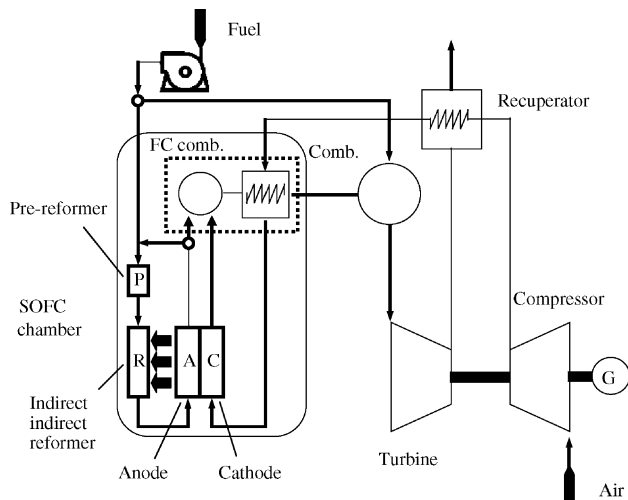 Fuel
Recuperator
FC comb.
Comb.
Pre-reformer
P
SOFC
chamber
Compressor
R
A
C
G
Indirect
indirect
reformer
Anode
Cathode
Turbine
Air